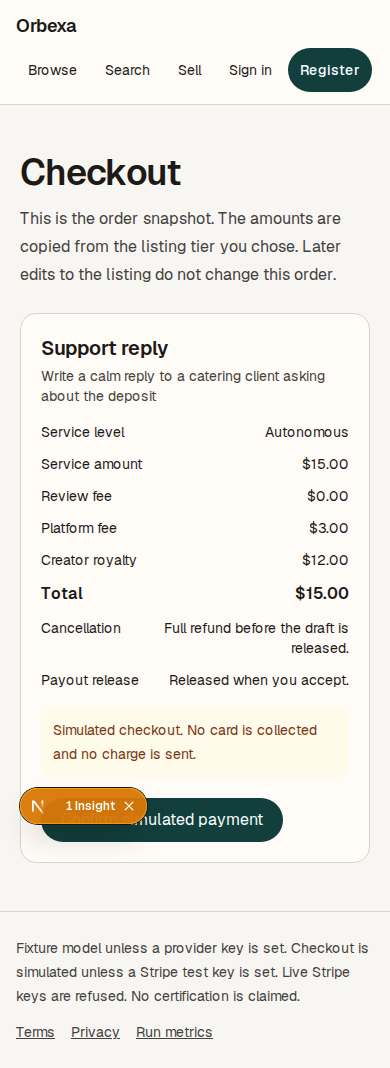 Orbexa
Browse Search Sell Sign in Register
Checkout
This is the order snapshot. The amounts are
copied from the listing tier you chose. Later
edits to the listing do not change this order.
Support reply
Write a calm reply to a catering client asking
about the deposit
Service level Autonomous
Service amount $15.00
Review fee $0.00
Platform fee $3.00
Creator royalty $12.00
Total $15.00
Cancellation Full refund before the draft is
released.
Payout release Released when you accept.
Simulated checkout. No card is collected
and no charge is sent.
N 1 Insight
simulated payment
Fixture model unless a provider key is set. Checkout is
simulated unless a Stripe test key is set. Live Stripe
keys are refused. No certification is claimed.
Terms Privacy Run metrics